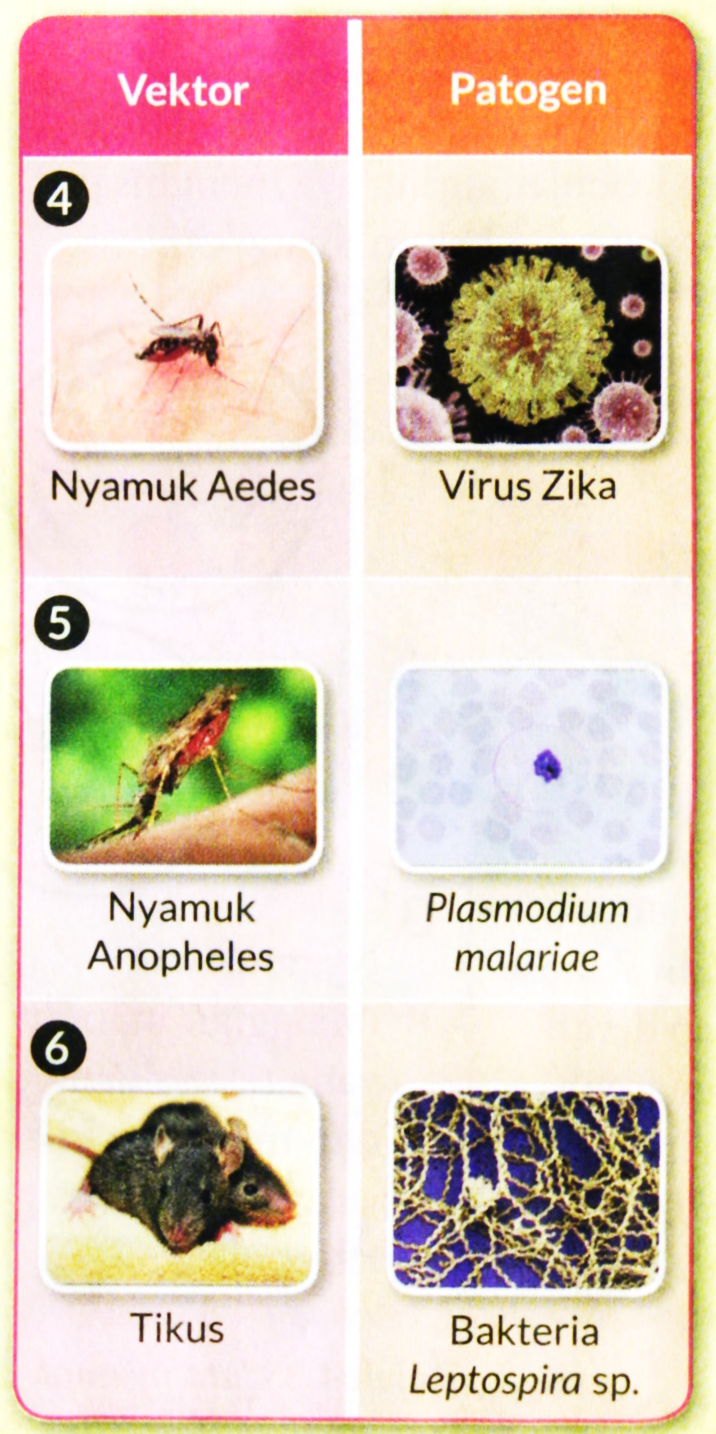 Vektor
Patogen
4
Nyamuk Aedes
Virus Zika
5
Nyamuk
Anopheles
Plasmodium
malariae
6
Tikus
Bakteria
Leptospira sp.